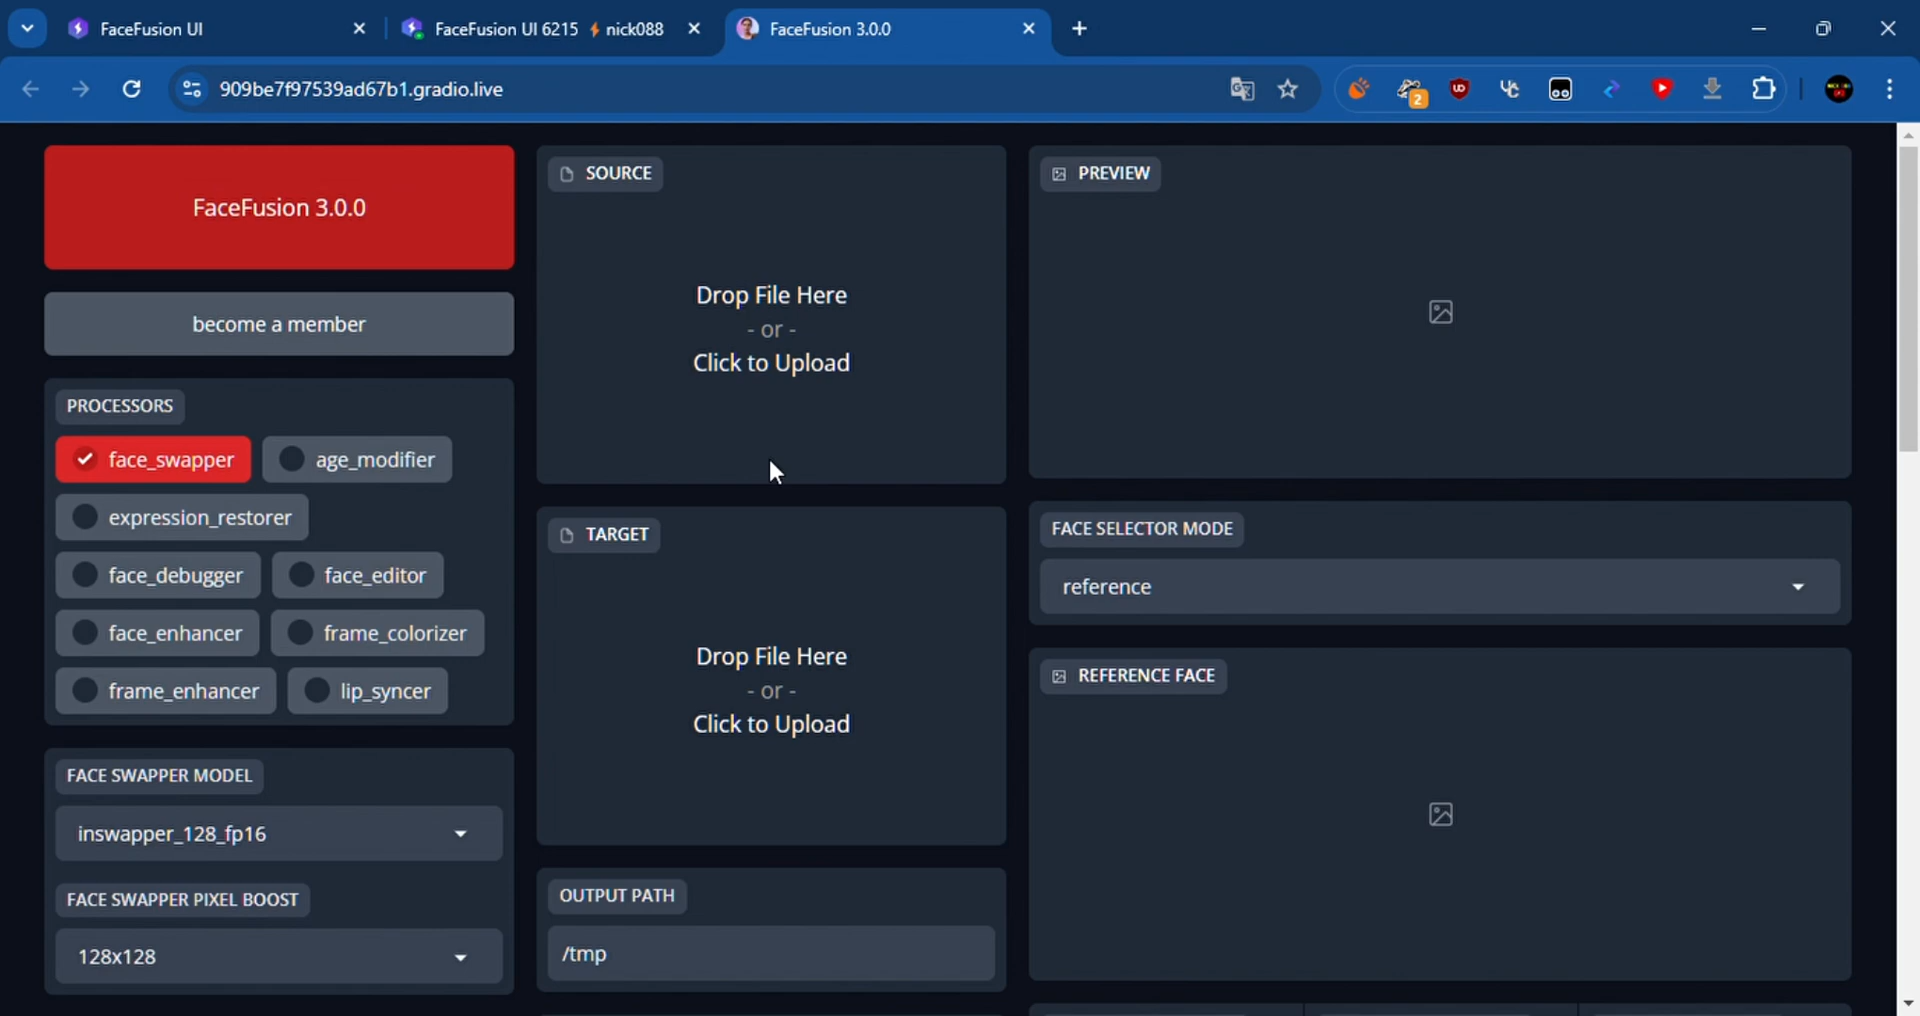 FaceFusion UI
FaceFusion UI 6215 ⚡ nick088
FaceFusion 3.0.0
909be7f97539ad67b1.gradio.live
2
FaceFusion 3.0.0
become a member
PROCESSORS
face_swapper
age_modifier
expression_restorer
face_debugger
face_editor
face_enhancer
frame_colorizer
frame_enhancer
lip_syncer
FACE SWAPPER MODEL
inswapper_128_fp16
FACE SWAPPER PIXEL BOOST
128x128
SOURCE
Drop File Here
- or -
Click to Upload
TARGET
Drop File Here
- or -
Click to Upload
OUTPUT PATH
/tmp
PREVIEW
FACE SELECTOR MODE
reference
REFERENCE FACE